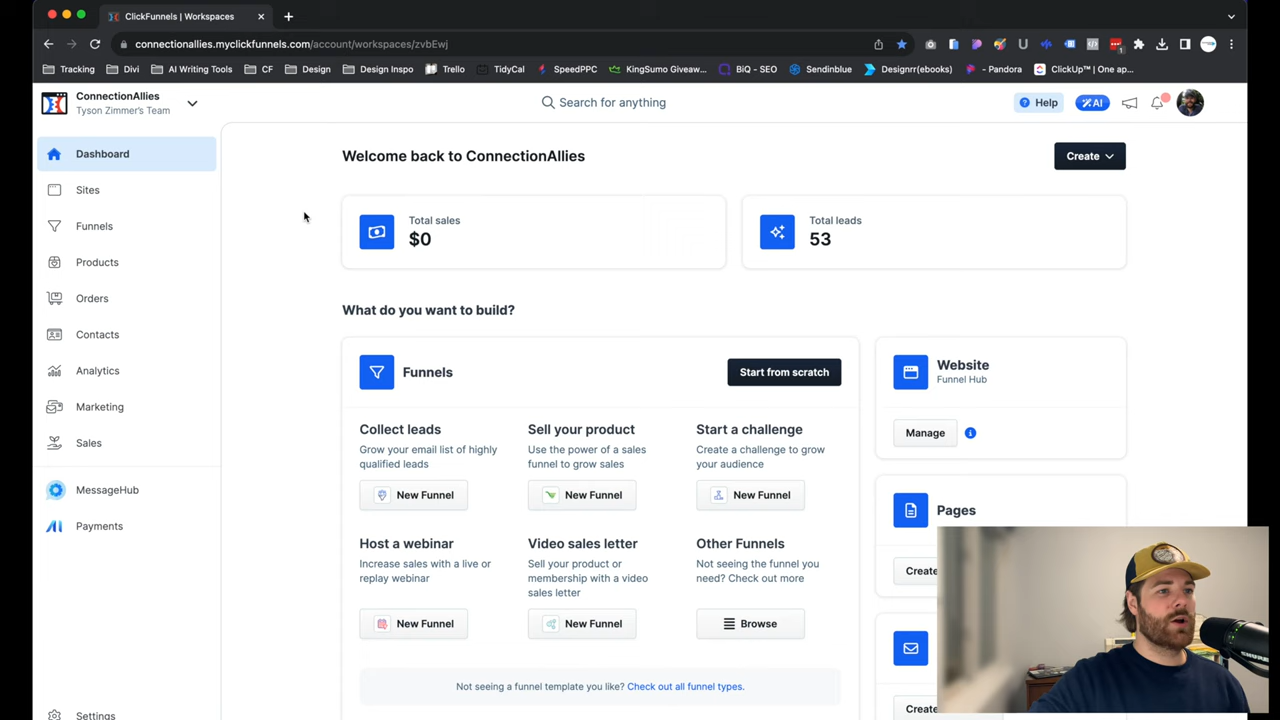 ClickFunnels | Workspaces
connectionallies.myclickfunnels.com/account/workspaces/zvbEwj
Tracking
Divi
AI Writing Tools
CF
Design
Design Inspo
Trello
TidyCal
SpeedPPC
KingSumo Giveaw...
BiQ - SEO
Sendinblue
Designrr(ebooks)
- Pandora
ClickUp™ | One ap...
ConnectionAllies
Tyson Zimmer's Team
Search for anything
Help
AI
Dashboard
Sites
Funnels
Products
Orders
Contacts
Analytics
Marketing
Sales
MessageHub
Payments
Settings
Welcome back to ConnectionAllies
Create
Total sales
$0
Total leads
53
What do you want to build?
Funnels
Start from scratch
Collect leads
Grow your email list of highly
qualified leads
New Funnel
Sell your product
Use the power of a sales
funnel to grow sales
New Funnel
Start a challenge
Create a challenge to grow
your audience
New Funnel
Host a webinar
Increase sales with a live or
replay webinar
New Funnel
Video sales letter
Sell your product or
membership with a video
sales letter
New Funnel
Other Funnels
Not seeing the funnel you
need? Check out more
Browse
Not seeing a funnel template you like? Check out all funnel types.
Website
Funnel Hub
Manage
Pages
Create
Create